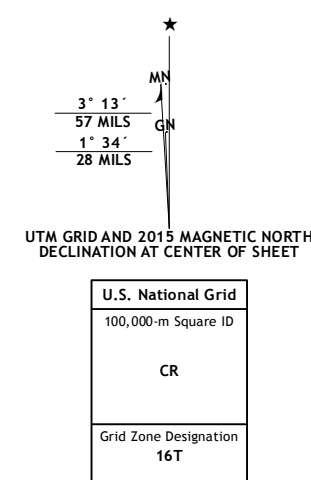 MN
3° 13´
57 MILS
GN
1° 34´
28 MILS
UTM GRID AND 2015 MAGNETIC NORTH
DECLINATION AT CENTER OF SHEET
U.S. National Grid
100,000-m Square ID
CR
Grid Zone Designation
16T